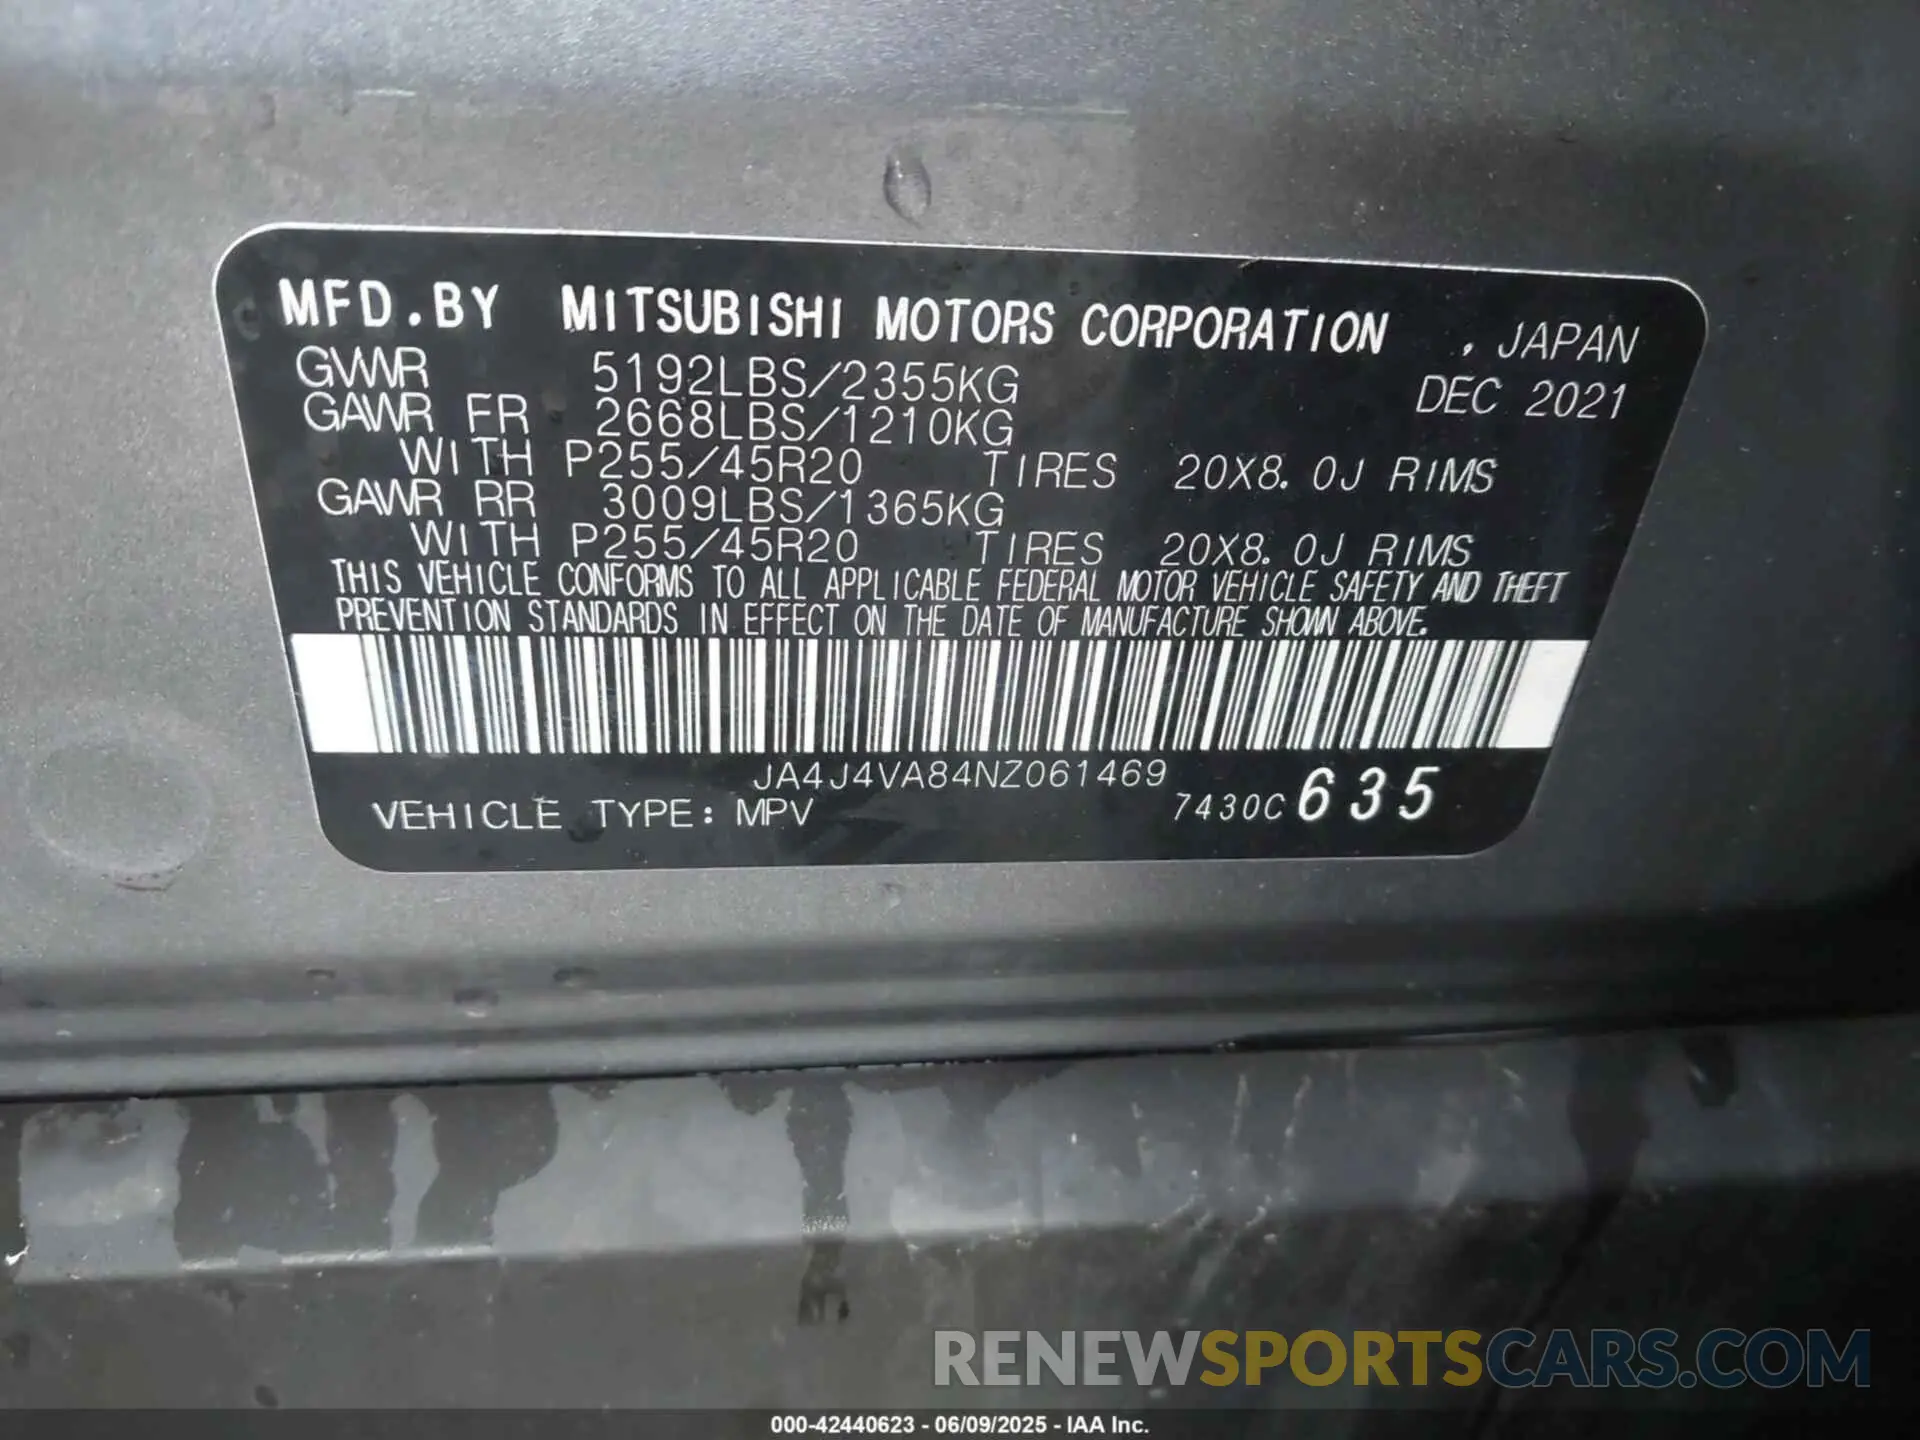 MFD.BY MITSUBISHI MOTORS CORPORATION , JAPAN
GVWR 5192LBS/2355KG DEC 2021
GAWR FR 2668LBS/1210KG
WITH P255/45R20 TIRES 20X8.0J RIMS
GAWR RR 3009LBS/1365KG
WITH P255/45R20 TIRES 20X8.0J RIMS
THIS VEHICLE CONFORMS TO ALL APPLICABLE FEDERAL MOTOR VEHICLE SAFETY AND THEFT
PREVENTION STANDARDS IN EFFECT ON THE DATE OF MANUFACTURE SHOWN ABOVE.
JA4J4VA84NZ061469
VEHICLE TYPE: MPV 7430C 635
RENEWSPORTSCARS.COM
000-42440623 - 06/09/2025 - IAA Inc.